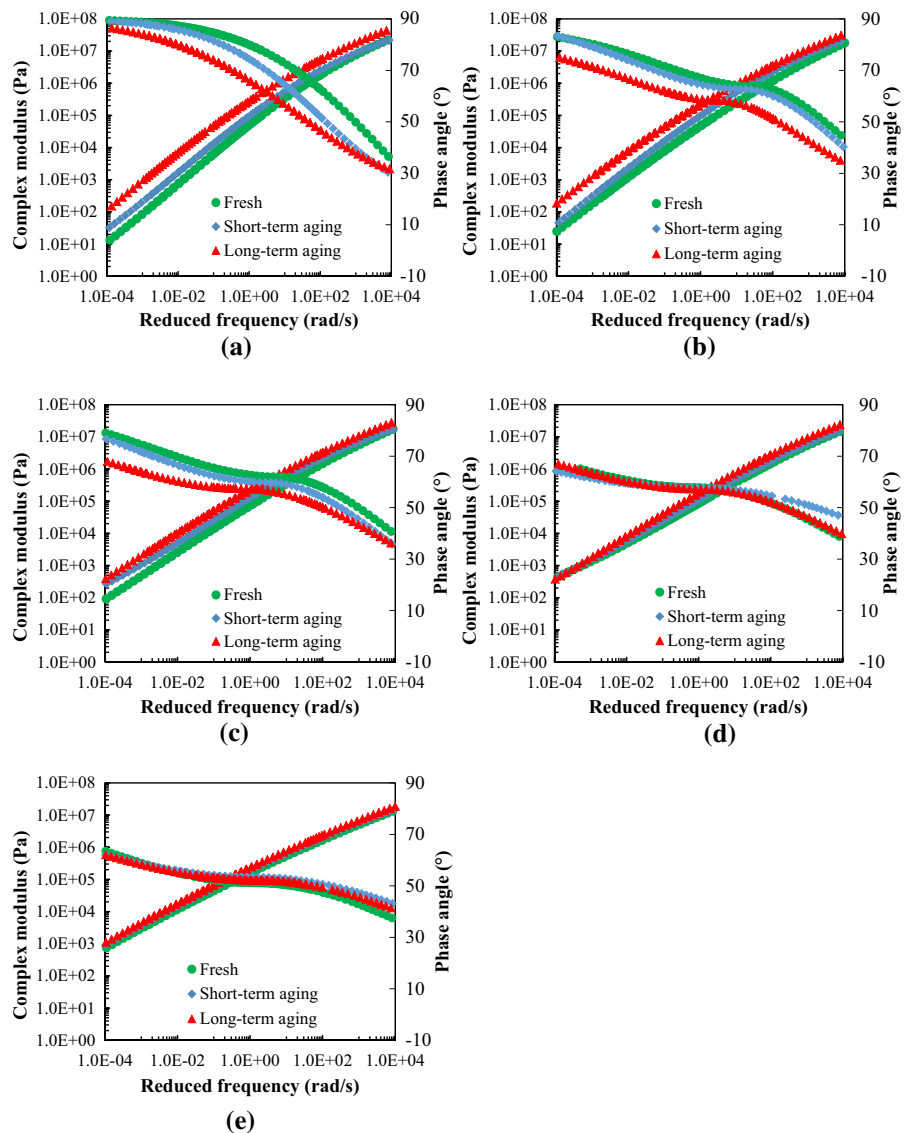 1.0E+08
1.0E+07
1.0E+06
1.0E+05
1.0E+04
1.0E+03
1.0E+02
1.0E+01
1.0E+00
Complex modulus (Pa)
90
70
50
30
10
-10
Phase angle (°)
Fresh
Short-term aging
Long-term aging
1.0E-04 1.0E-02 1.0E+00 1.0E+02 1.0E+04
Reduced frequency (rad/s)
(a)
1.0E+08
1.0E+07
1.0E+06
1.0E+05
1.0E+04
1.0E+03
1.0E+02
1.0E+01
1.0E+00
Complex modulus (Pa)
90
70
50
30
10
-10
Phase angle (°)
Fresh
Short-term aging
Long-term aging
1.0E-04 1.0E-02 1.0E+00 1.0E+02 1.0E+04
Reduced frequency (rad/s)
(b)
1.0E+08
1.0E+07
1.0E+06
1.0E+05
1.0E+04
1.0E+03
1.0E+02
1.0E+01
1.0E+00
Complex modulus (Pa)
90
70
50
30
10
-10
Phase angle (°)
Fresh
Short-term aging
Long-term aging
1.0E-04 1.0E-02 1.0E+00 1.0E+02 1.0E+04
Reduced frequency (rad/s)
(c)
1.0E+08
1.0E+07
1.0E+06
1.0E+05
1.0E+04
1.0E+03
1.0E+02
1.0E+01
1.0E+00
Complex modulus (Pa)
90
70
50
30
10
-10
Phase angle (°)
Fresh
Short-term aging
Long-term aging
1.0E-04 1.0E-02 1.0E+00 1.0E+02 1.0E+04
Reduced frequency (rad/s)
(d)
1.0E+08
1.0E+07
1.0E+06
1.0E+05
1.0E+04
1.0E+03
1.0E+02
1.0E+01
1.0E+00
Complex modulus (Pa)
90
70
50
30
10
-10
Phase angle (°)
Fresh
Short-term aging
Long-term aging
1.0E-04 1.0E-02 1.0E+00 1.0E+02 1.0E+04
Reduced frequency (rad/s)
(e)